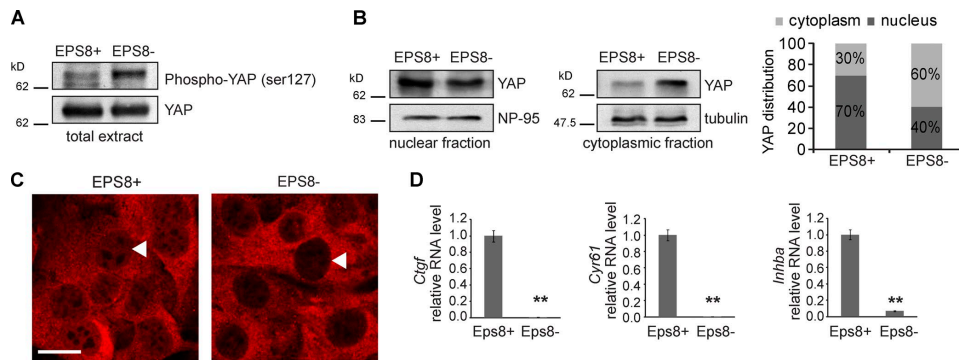 A
EPS8+ EPS8-
kD
62
Phospho-YAP (ser127)
62
YAP
total extract
B
EPS8+ EPS8-
kD
62
YAP
83
NP-95
nuclear fraction
EPS8+ EPS8-
kD
62
YAP
47.5
tubulin
cytoplasmic fraction
cytoplasm nucleus
YAP distribution
100
80
60
40
20
0
30%
70%
60%
40%
EPS8+ EPS8-
C
EPS8+ EPS8-
D
Ctgf
relative RNA level
1.2
1.0
0.8
0.6
0.4
0.2
0.0
**
Eps8+ Eps8-
Cyr61
relative RNA level
1.2
1.0
0.8
0.6
0.4
0.2
0.0
**
Eps8+ Eps8-
Inhba
relative RNA level
1.2
1.0
0.8
0.6
0.4
0.2
0.0
**
Eps8+ Eps8-